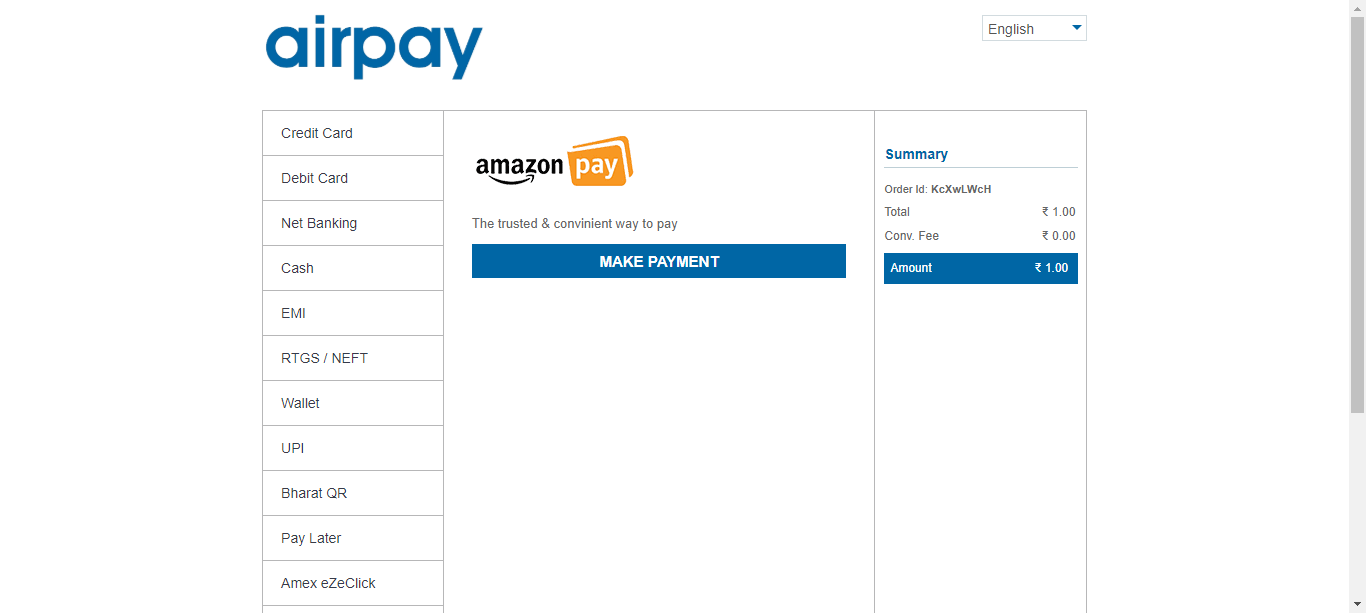 airpay
English
Credit Card
Debit Card
Net Banking
Cash
EMI
RTGS / NEFT
Wallet
UPI
Bharat QR
Pay Later
Amex eZeClick
amazon pay
The trusted & convinient way to pay
MAKE PAYMENT
Summary
Order Id: KcXwLWcH
Total ₹ 1.00
Conv. Fee ₹ 0.00
Amount ₹ 1.00